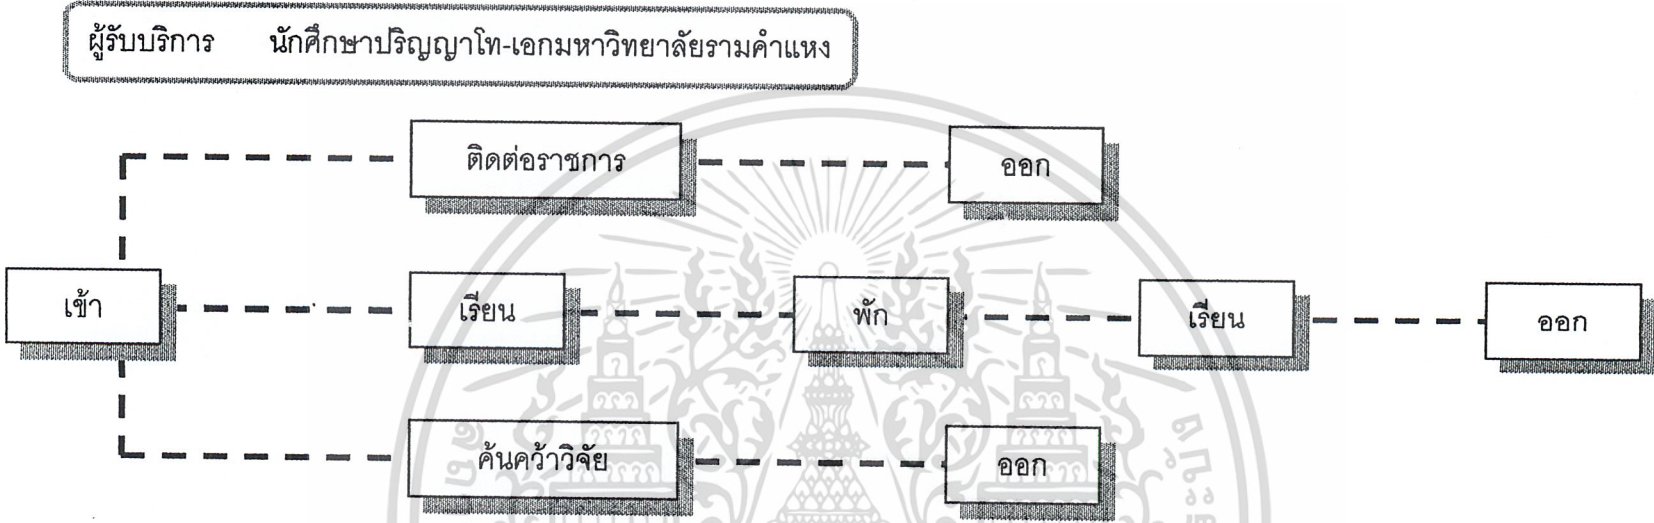 ผู้รับบริการ นักศึกษาปริญญาโท-เอกมหาวิทยาลัยรามคำแหง
ติดต่อราชการ ออก
เข้า เรียน พัก เรียน ออก
ค้นคว้าวิจัย ออก